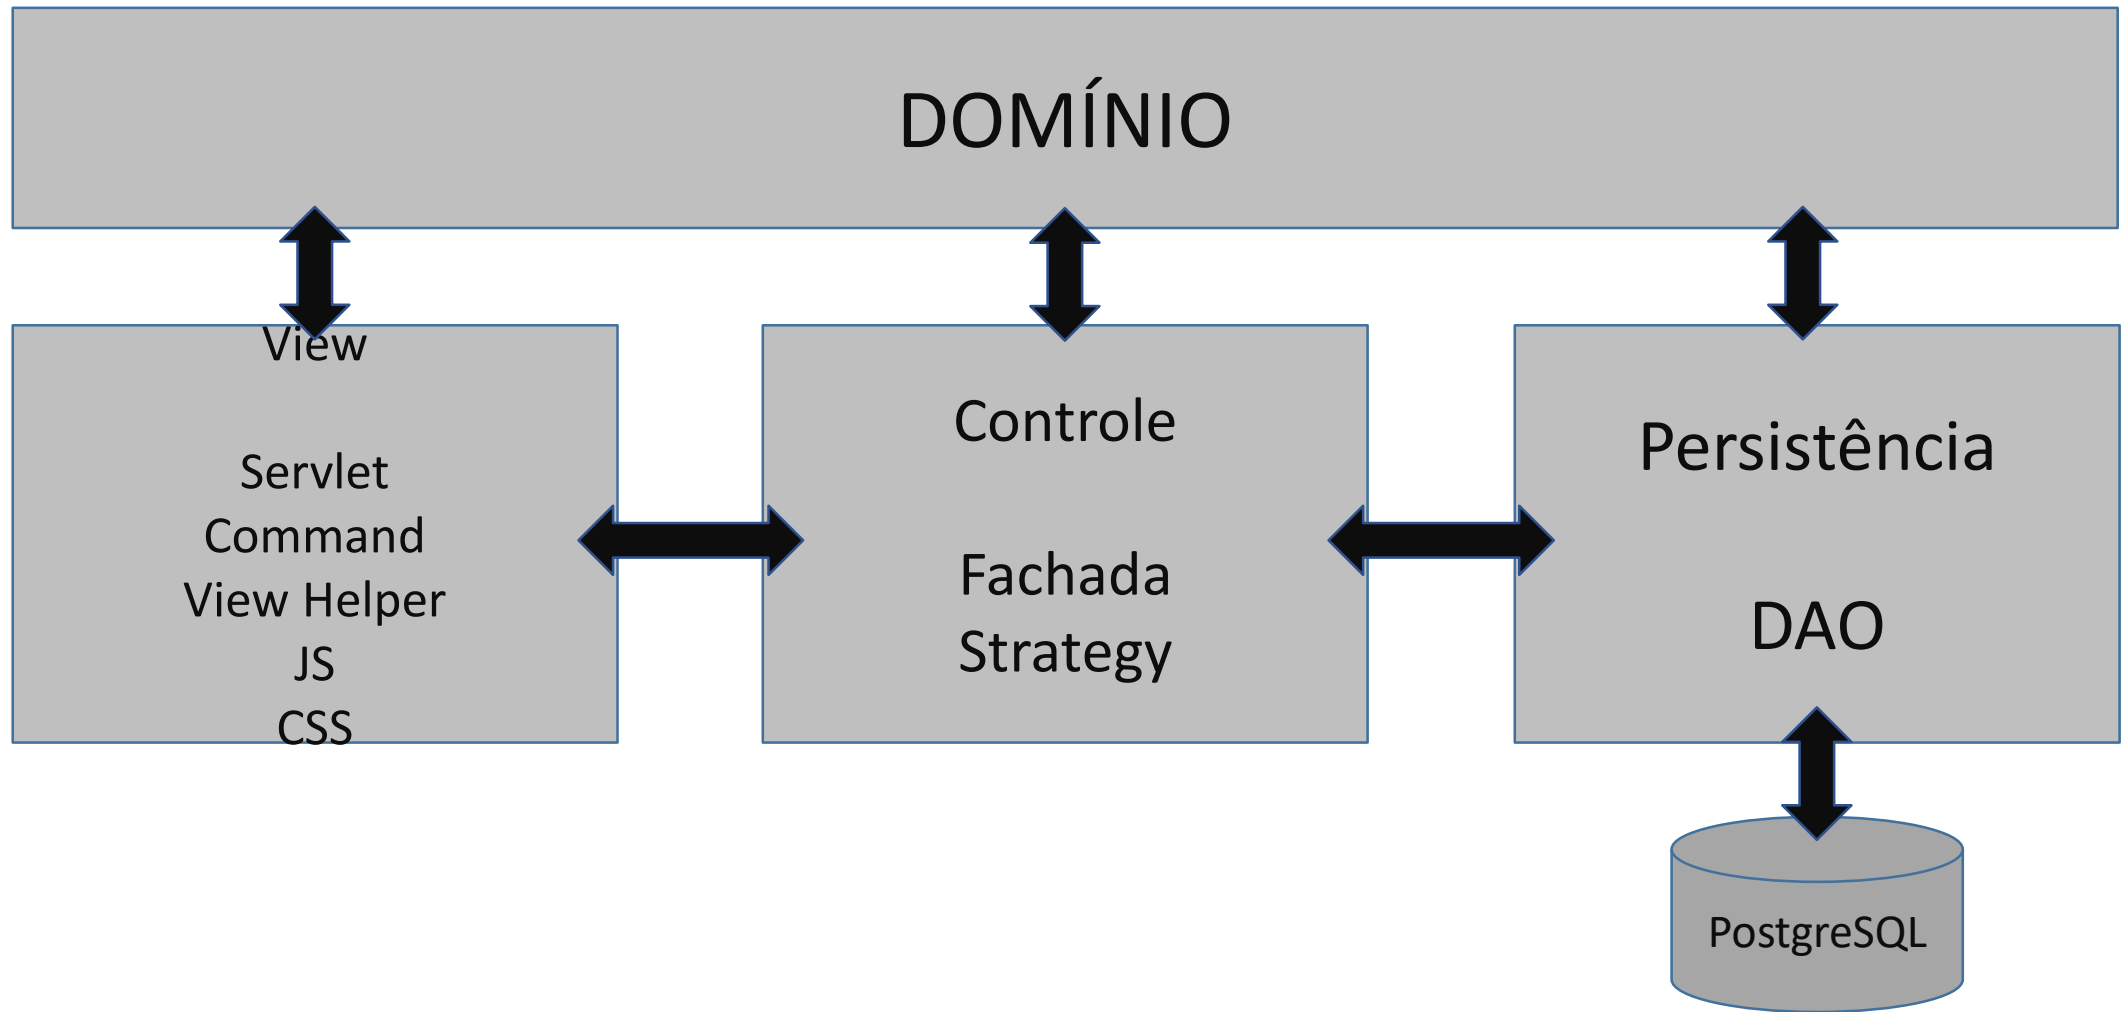 DOMÍNIO
View
Servlet
Command
View Helper
JS
CSS
Controle
Fachada
Strategy
Persistência
DAO
PostgreSQL